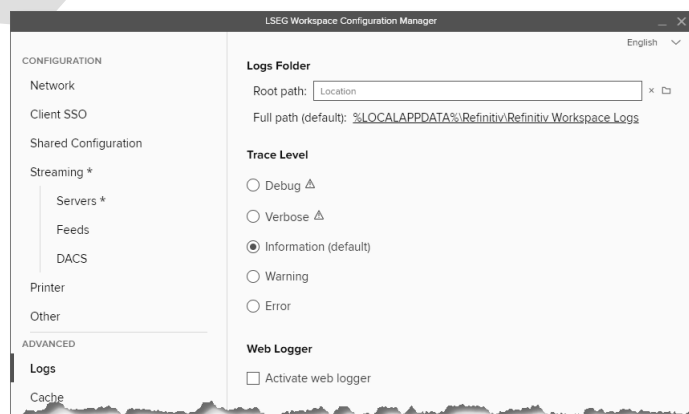 LSEG Workspace Configuration Manager
English
CONFIGURATION
Network
Client SSO
Shared Configuration
Streaming *
Servers *
Feeds
DACS
Printer
Other
ADVANCED
Logs
Cache
Logs Folder
Root path: Location
Full path (default): %LOCALAPPDATA%\Refinitiv\Refinitiv Workspace Logs
Trace Level
Debug
Verbose
Information (default)
Warning
Error
Web Logger
Activate web logger